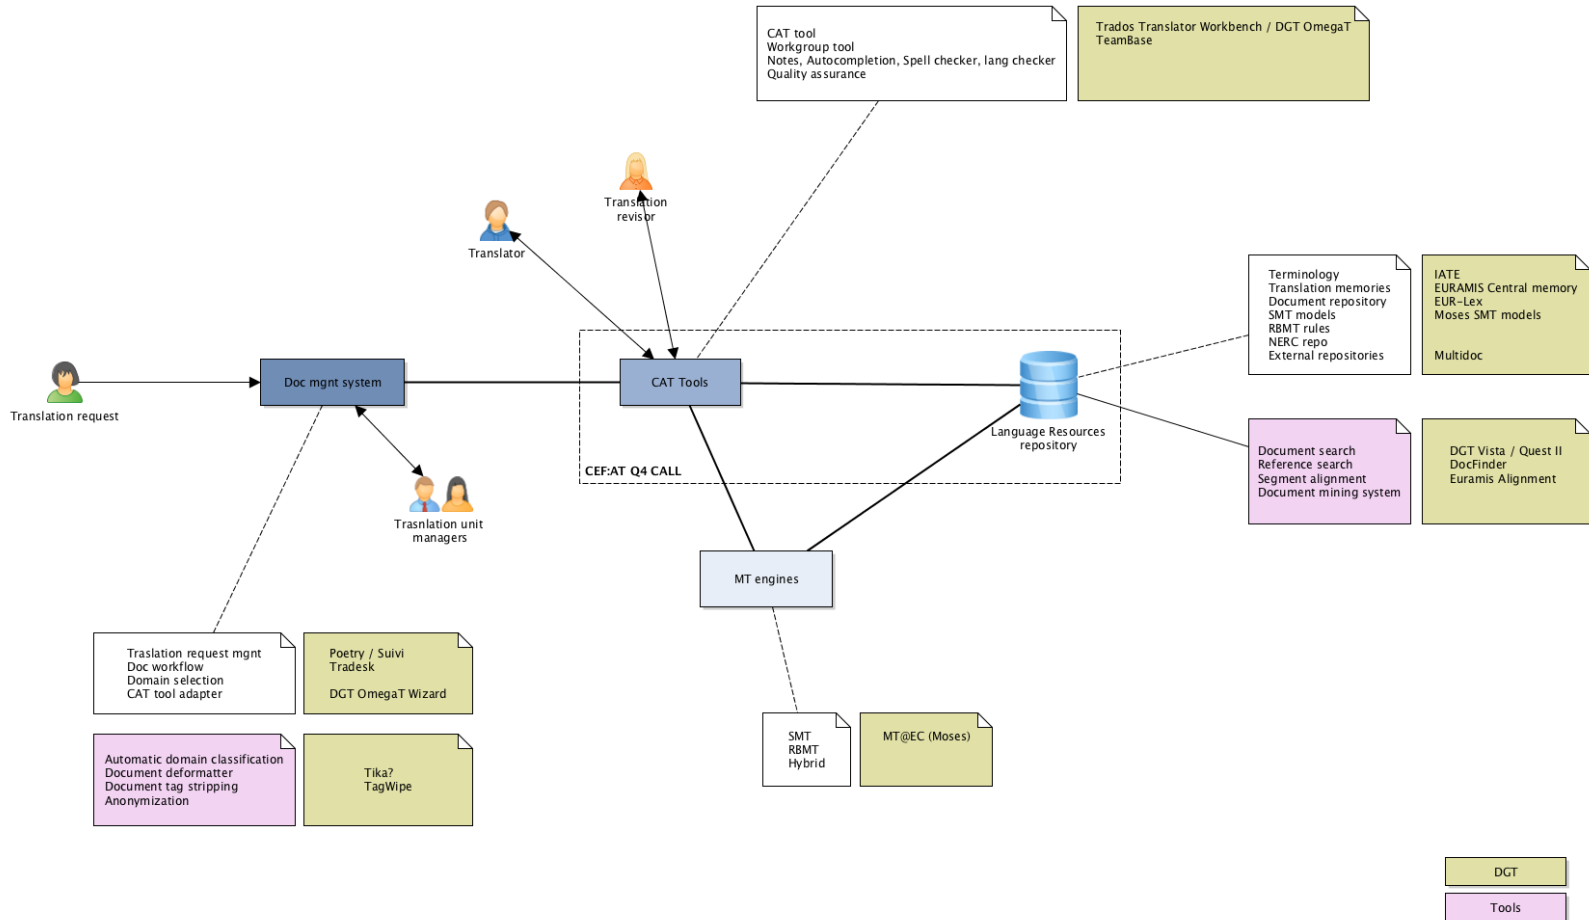 CAT tool
Workgroup tool
Notes, Autocompletion, Spell checker, lang checker
Quality assurance
Trados Translator Workbench / DGT OmegaT
TeamBase
Translation
revisor
Translator
Terminology
Translation memories
Document repository
SMT models
RBMT rules
NERC repo
External repositories
IATE
EURAMIS Central memory
EUR-Lex
Moses SMT models
Multidoc
Translation request
Doc mgnt system
CAT Tools
Language Resources
repository
CEF:AT Q4 CALL
Document search
Reference search
Segment alignment
Document mining system
DGT Vista / Quest II
DocFinder
Euramis Alignment
Trasnlation unit
managers
MT engines
Traslation request mgnt
Doc workflow
Domain selection
CAT tool adapter
Poetry / Suivi
Tradesk
DGT OmegaT Wizard
Automatic domain classification
Document deformatter
Document tag stripping
Anonymization
Tika?
TagWipe
SMT
RBMT
Hybrid
MT@EC (Moses)
DGT
Tools